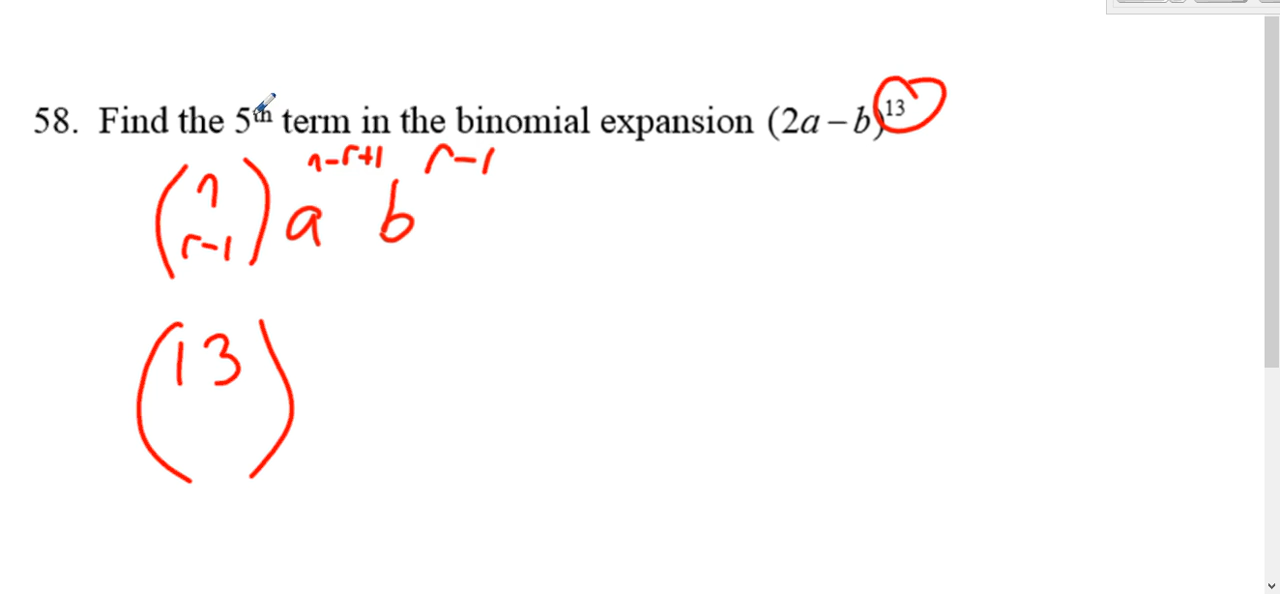 58. Find the 5th term in the binomial expansion (2a – b)^13
(n r-1) a^n-r+1 b^r-1
(13)